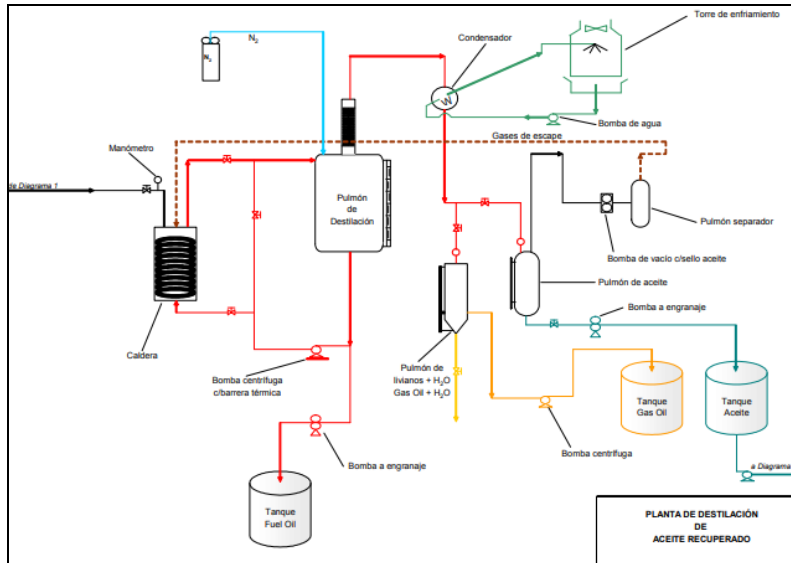 Torre de enfriamiento
Condensador
N2
N2
Bomba de agua
Gases de escape
Manómetro
de Diagrama 1
Pulmón
de
Destilación
Pulmón separador
Bomba de vacío c/sello aceite
Pulmón de aceite
Bomba a engranaje
Caldera
Bomba centrífuga
c/barrera térmica
Pulmón de
livianos + H2O
Gas Oil + H2O
Tanque
Gas Oil
Tanque
Aceite
Bomba centrífuga
Bomba a engranaje
a Diagrama
Tanque
Fuel Oil
PLANTA DE DESTILACIÓN
DE
ACEITE RECUPERADO